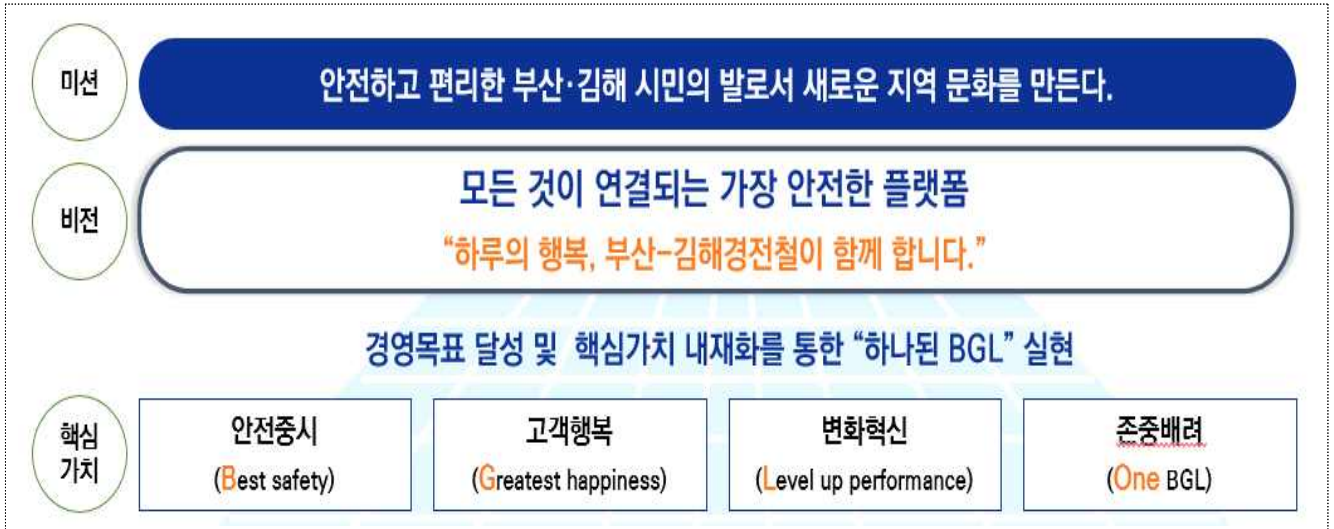 미션
안전하고 편리한 부산·김해 시민의 발로서 새로운 지역 문화를 만든다.
비전
모든 것이 연결되는 가장 안전한 플랫폼
“하루의 행복, 부산-김해경전철이 함께 합니다.”
경영목표 달성 및 핵심가치 내재화를 통한 “하나된 BGL” 실현
핵심
가치
안전중시
(Best safety)
고객행복
(Greatest happiness)
변화혁신
(Level up performance)
존중배려
(One BGL)